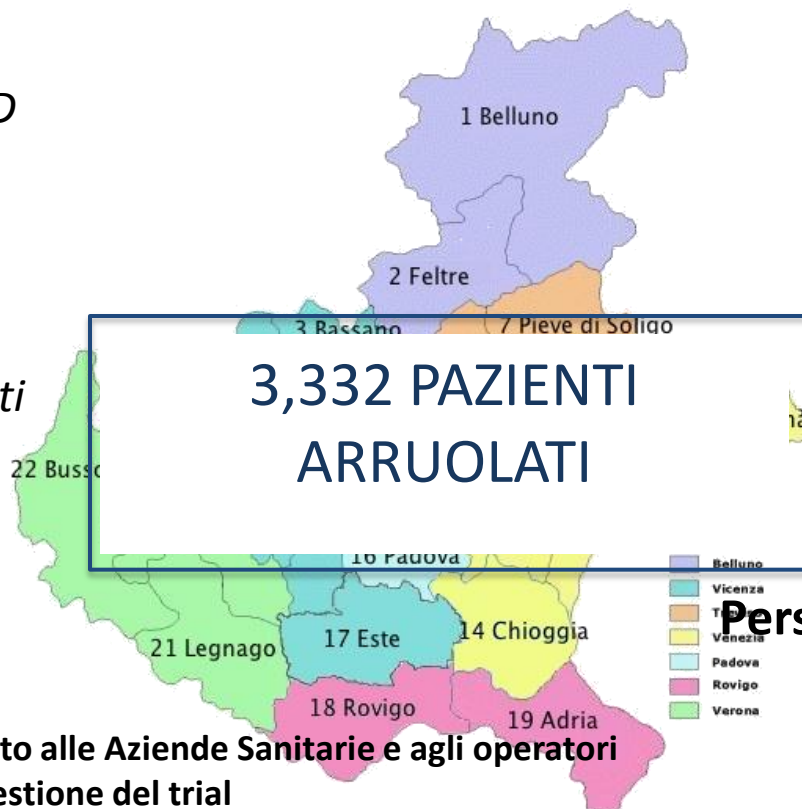 1 Belluno
2 Feltre
3 Bassano
7 Pieve di Soligo
ti
3,332 PAZIENTI
ARRUOLATI
22 Buss
16 Padova
Belluno
Vicenza
Pers
Venezia
14 Chioggia
17 Este
21 Legnago
Padova
Rovigo
Verona
18 Rovigo
19 Adria
to alle Aziende Sanitarie e agli operatori
estione del trial